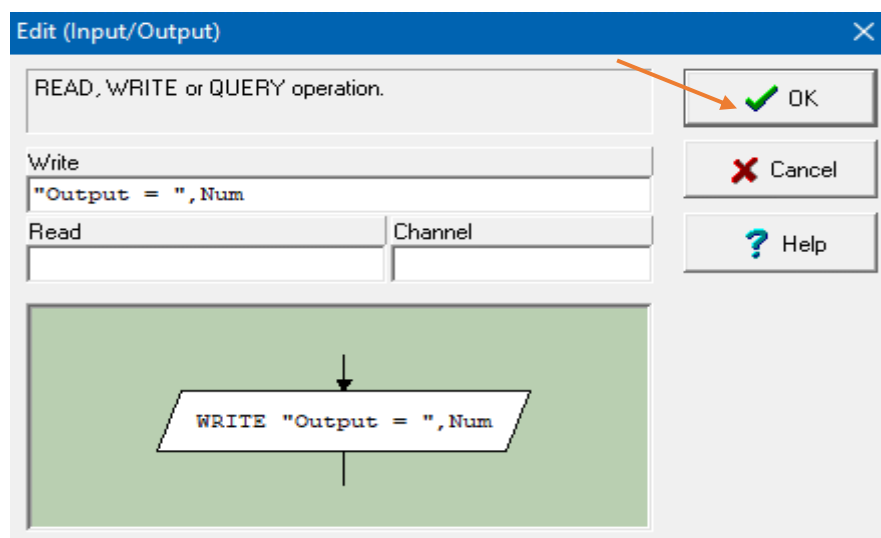 Edit (Input/Output)
READ, WRITE or QUERY operation.
OK
Write
Cancel
"Output = ",Num
Read Channel
Help
WRITE "Output = ",Num